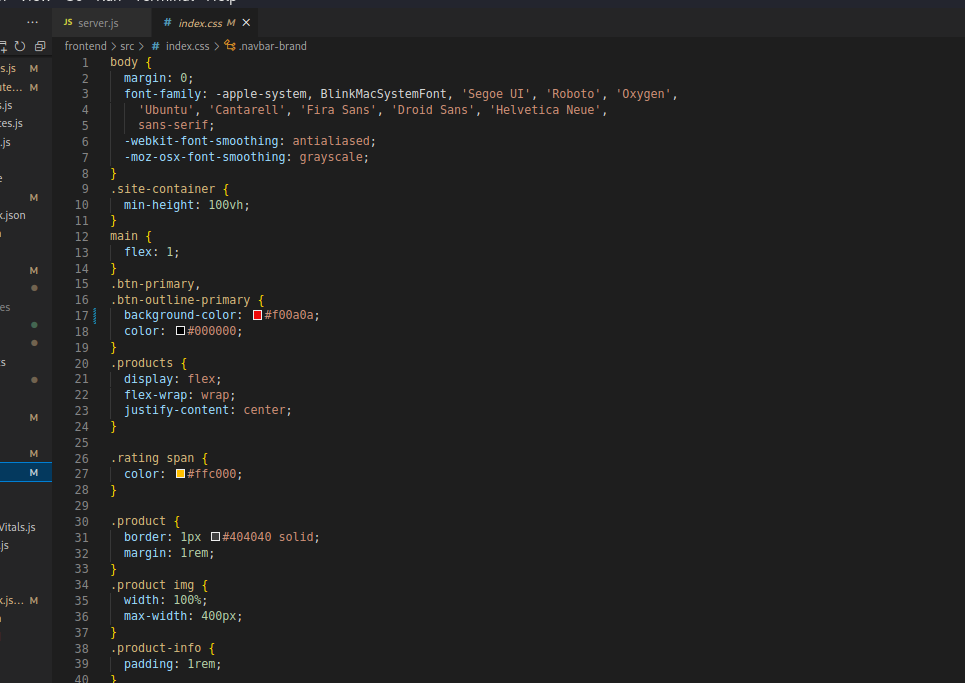 JS server.js
# index.css M ×
frontend > src > # index.css > .navbar-brand
s.js M
ute... M
s.js
tes.js
.js
e
M
k.json
M
es
s
M
M
M
Vitals.js
.js
k.js... M
1 body {
2 margin: 0;
3 font-family: -apple-system, BlinkMacSystemFont, 'Segoe UI', 'Roboto', 'Oxygen',
4 'Ubuntu', 'Cantarell', 'Fira Sans', 'Droid Sans', 'Helvetica Neue',
5 sans-serif;
6 -webkit-font-smoothing: antialiased;
7 -moz-osx-font-smoothing: grayscale;
8 }
9 .site-container {
10 min-height: 100vh;
11 }
12 main {
13 flex: 1;
14 }
15 .btn-primary,
16 .btn-outline-primary {
17 background-color: #f00a0a;
18 color: #000000;
19 }
20 .products {
21 display: flex;
22 flex-wrap: wrap;
23 justify-content: center;
24 }
25
26 .rating span {
27 color: #ffc000;
28 }
29
30 .product {
31 border: 1px #404040 solid;
32 margin: 1rem;
33 }
34 .product img {
35 width: 100%;
36 max-width: 400px;
37 }
38 .product-info {
39 padding: 1rem;
40 }